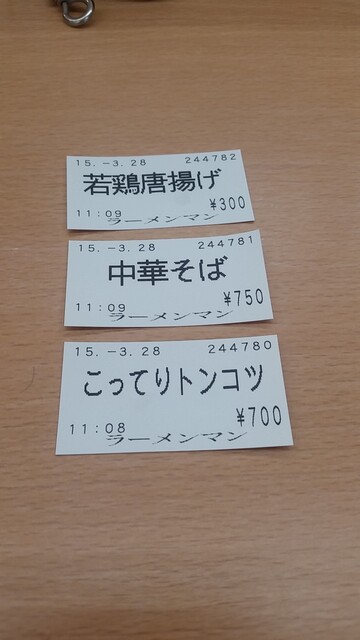 15.-3.28 244782
若鶏唐揚げ
¥300
11:09 ラーメンマン
15.-3.28 244781
中華そば
¥750
11:09 ラーメンマン
15.-3.28 244780
こってりトンコツ
¥700
11:08 ラーメンマン